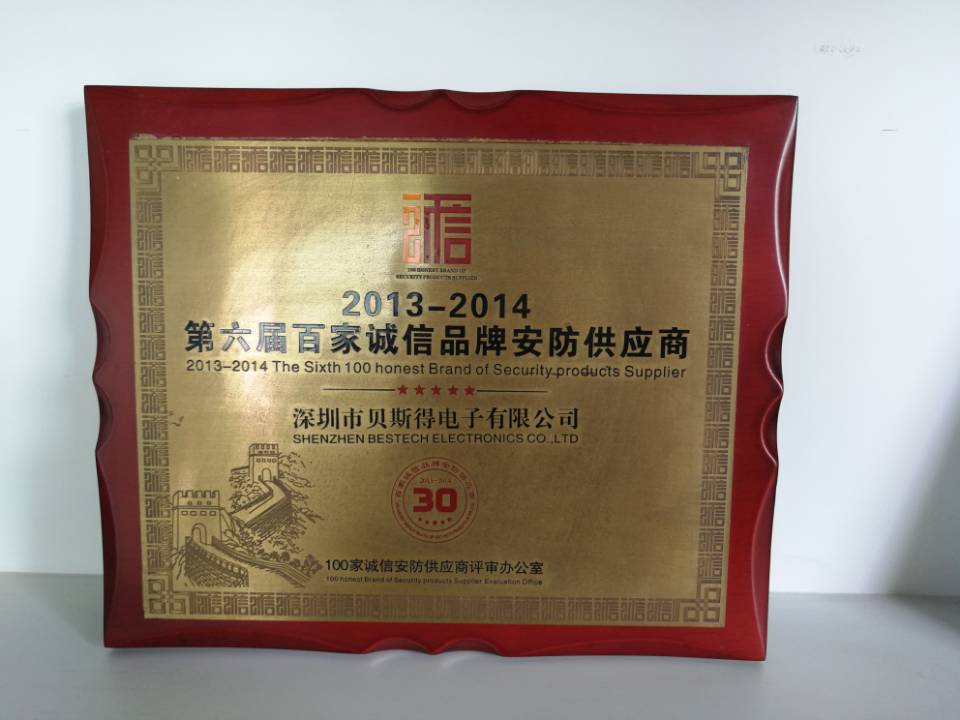 诚信
100 HONEST BRAND OF
SECURITY PRODUCTS SUPPLIER
2013-2014
第六届百家诚信品牌安防供应商
2013-2014 The Sixth 100 honest Brand of Security products Supplier
深圳市贝斯得电子有限公司
SHENZHEN BESTECH ELECTRONICS CO.,LTD
2013-2014
30
100家诚信安防供应商评审办公室
100 honest Brand of Security products Supplier Evaluation Office